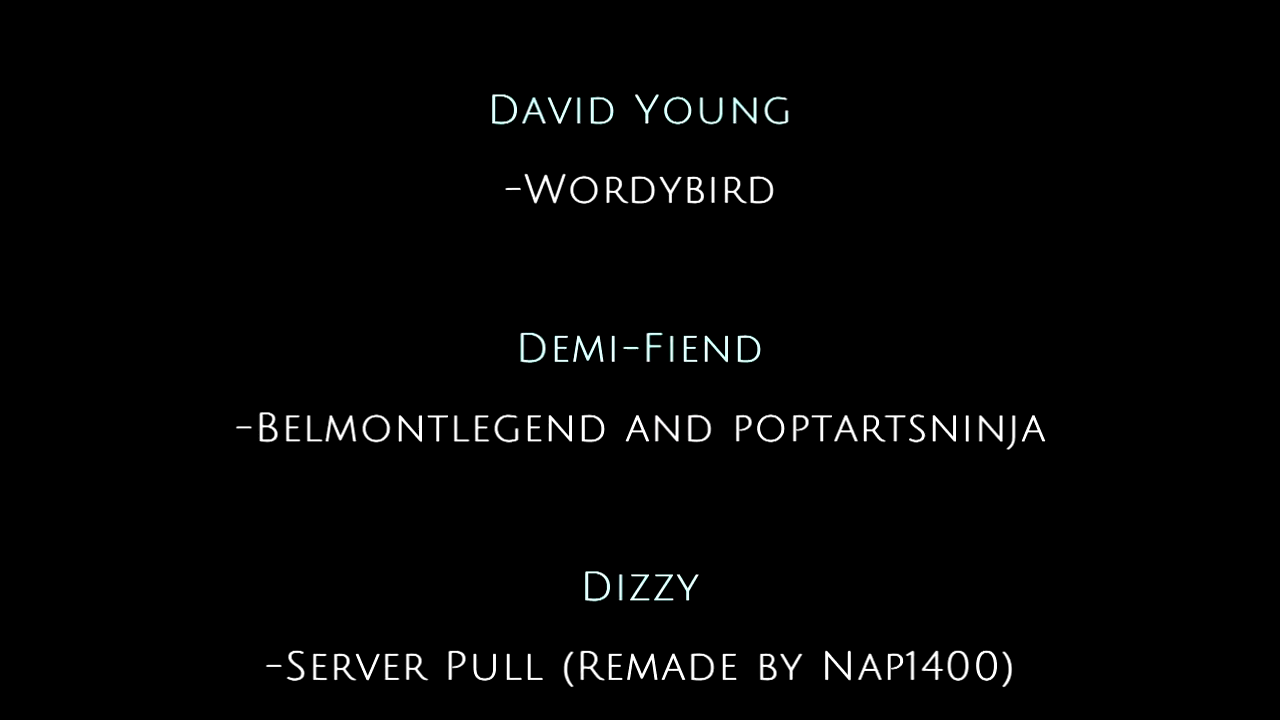 David Young
-Wordybird
Demi-Fiend
-Belmontlegend and poptartsninja
Dizzy
-Server Pull (Remade by Nap1400)